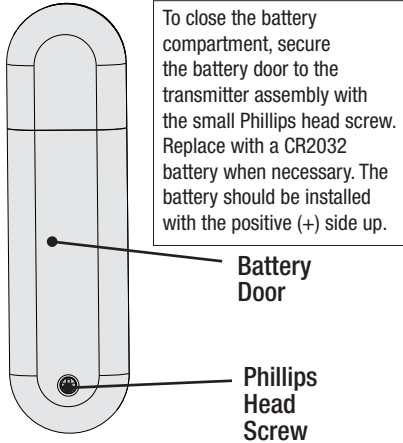 To close the battery
compartment, secure
the battery door to the
transmitter assembly with
the small Phillips head screw.
Replace with a CR2032
battery when necessary. The
battery should be installed
with the positive (+) side up.
Battery
Door
Phillips
Head
Screw